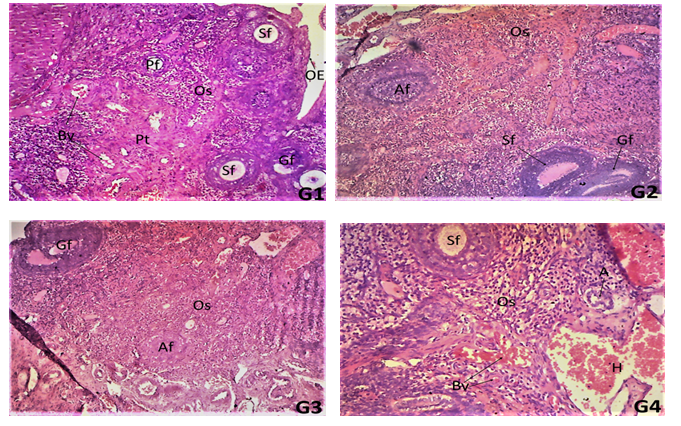 Sf
Pf
OE
Os
Bv
Pt
Sf
Gf
G1
Os
Af
Sf
Gf
G2
Gf
Os
Af
G3
Sf
A
Os
H
Bv
G4